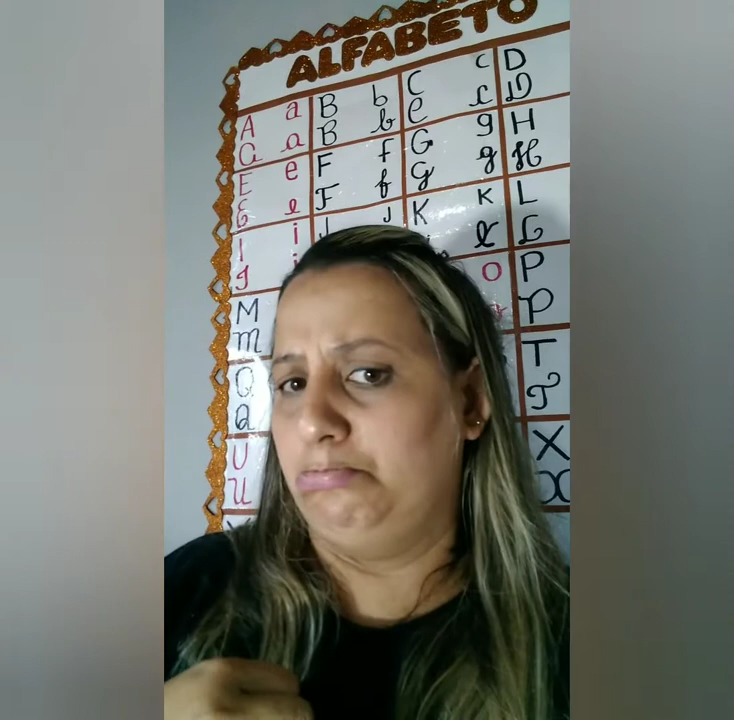 ALFABETO
A a B b C c D
a a B b C c D
E e F f G g H
E e F f G g H
I i J J K K L
I i k L
O P
P
M
m
Q T
Q T
U X
U X